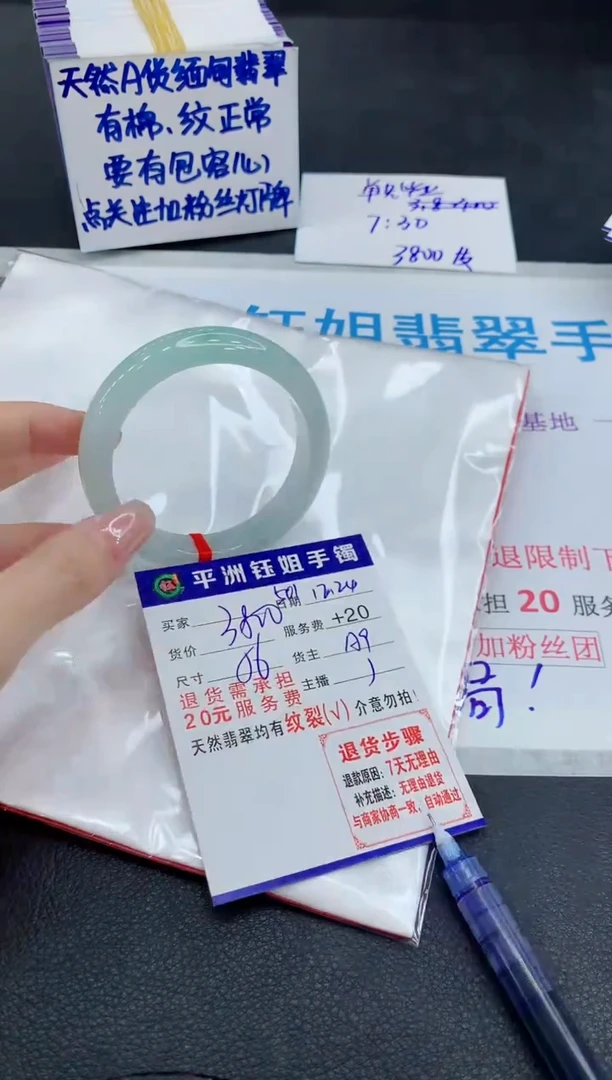 天然A货缅甸翡翠
有棉、纹正常
要有包容心
点关注加粉丝灯牌
7:30
3800
钰姐翡翠手
基地 一
退限制下
担 20 服务
加粉丝团
!
平洲钰姐手镯
买家 日期 12.24
货价 服务费 +20
尺寸 56 货主 A9
退货需承担 主播
20元服务费
天然翡翠均有纹裂(V) 介意勿拍!
退货步骤
退款原因:7天无理由
补充描述:无理由退货
与商家协商一致,自动通过